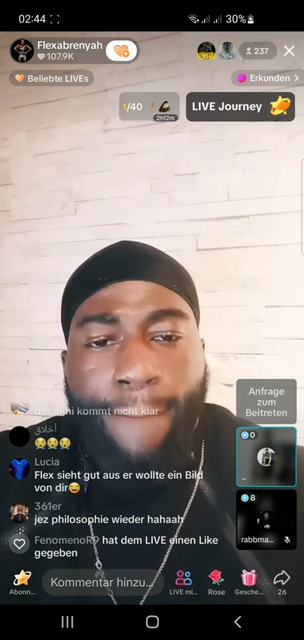 02:44
30%
Flexabrenyah
107.9K
237
Beliebte LIVEs
Erkunden >
1/40
2h12m
LIVE Journey
Anfrage
zum
Beitreten
kommt nicht klar
أخلاق
😭😭😭
0
Lucia
Flex sieht gut aus er wollte ein Bild
von dir😅
8
361er
jez philosophie wieder hahaah
rabbma...
hat dem LIVE einen Like
gegeben
Kommentar hinzu...
Abonn...
LIVE mi...
Rose
Gesche...
26